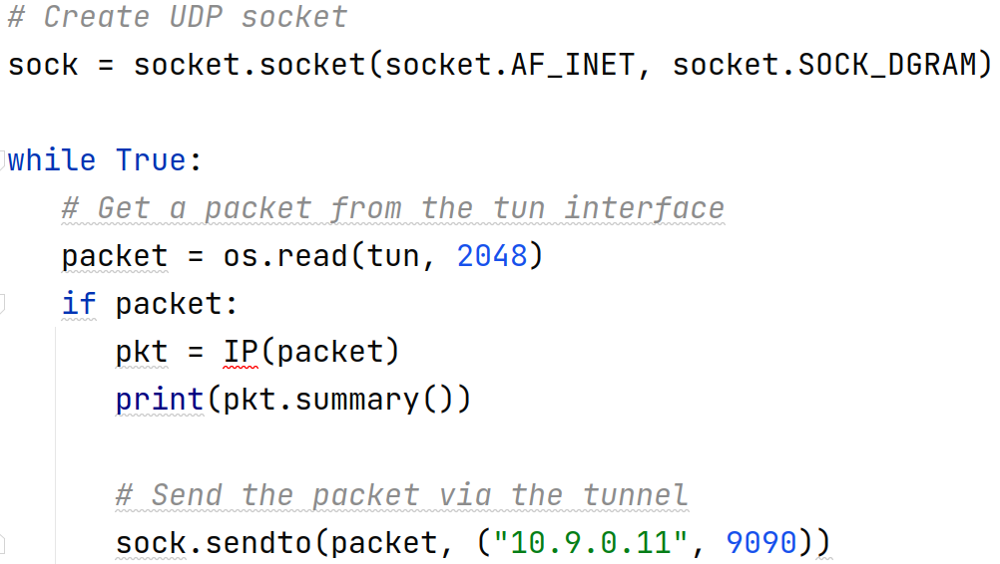 # Create UDP socket
sock = socket.socket(socket.AF_INET, socket.SOCK_DGRAM)
while True:
# Get a packet from the tun interface
packet = os.read(tun, 2048)
if packet:
pkt = IP(packet)
print(pkt.summary())
# Send the packet via the tunnel
sock.sendto(packet, ("10.9.0.11", 9090))